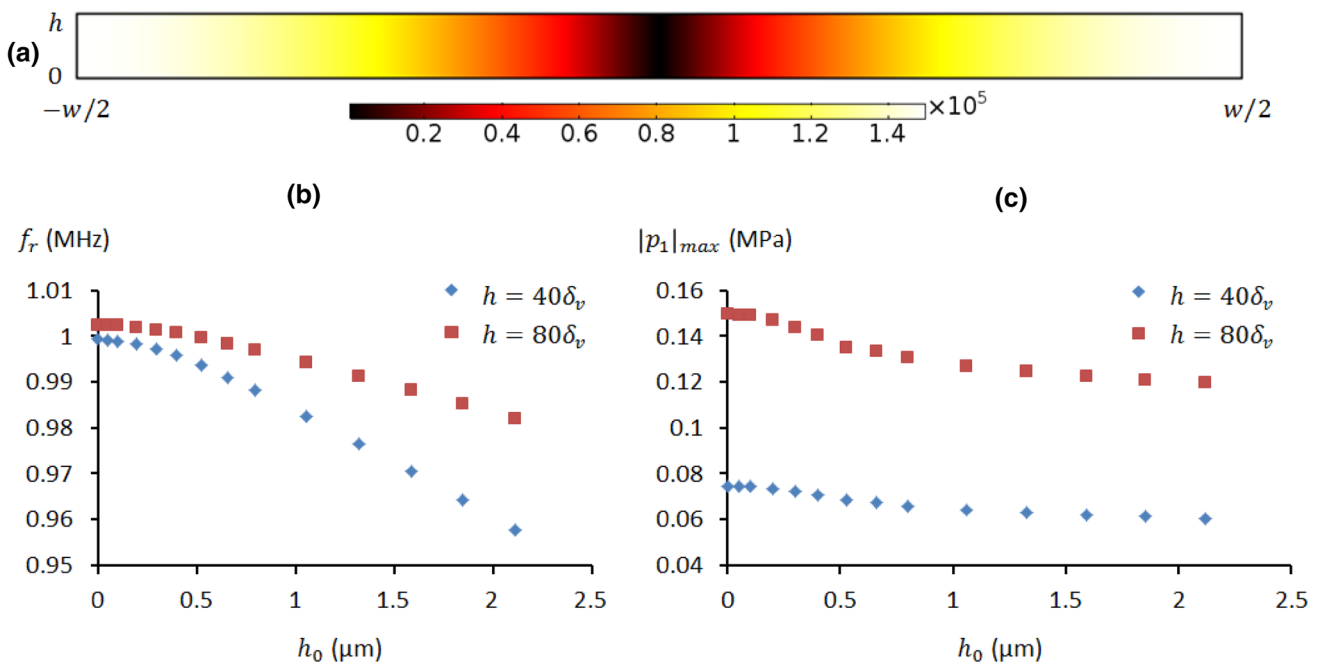 h
(a)
0
−w/2
w/2
×10⁵
0.2 0.4 0.6 0.8 1 1.2 1.4
(b)
(c)
f_r (MHz)
1.01
1
0.99
0.98
0.97
0.96
0.95
0 0.5 1 1.5 2 2.5
h₀ (μm)
h = 40δ_v
h = 80δ_v
|p₁|_max (MPa)
0.16
0.14
0.12
0.1
0.08
0.06
0.04
0 0.5 1 1.5 2 2.5
h₀ (μm)
h = 40δ_v
h = 80δ_v